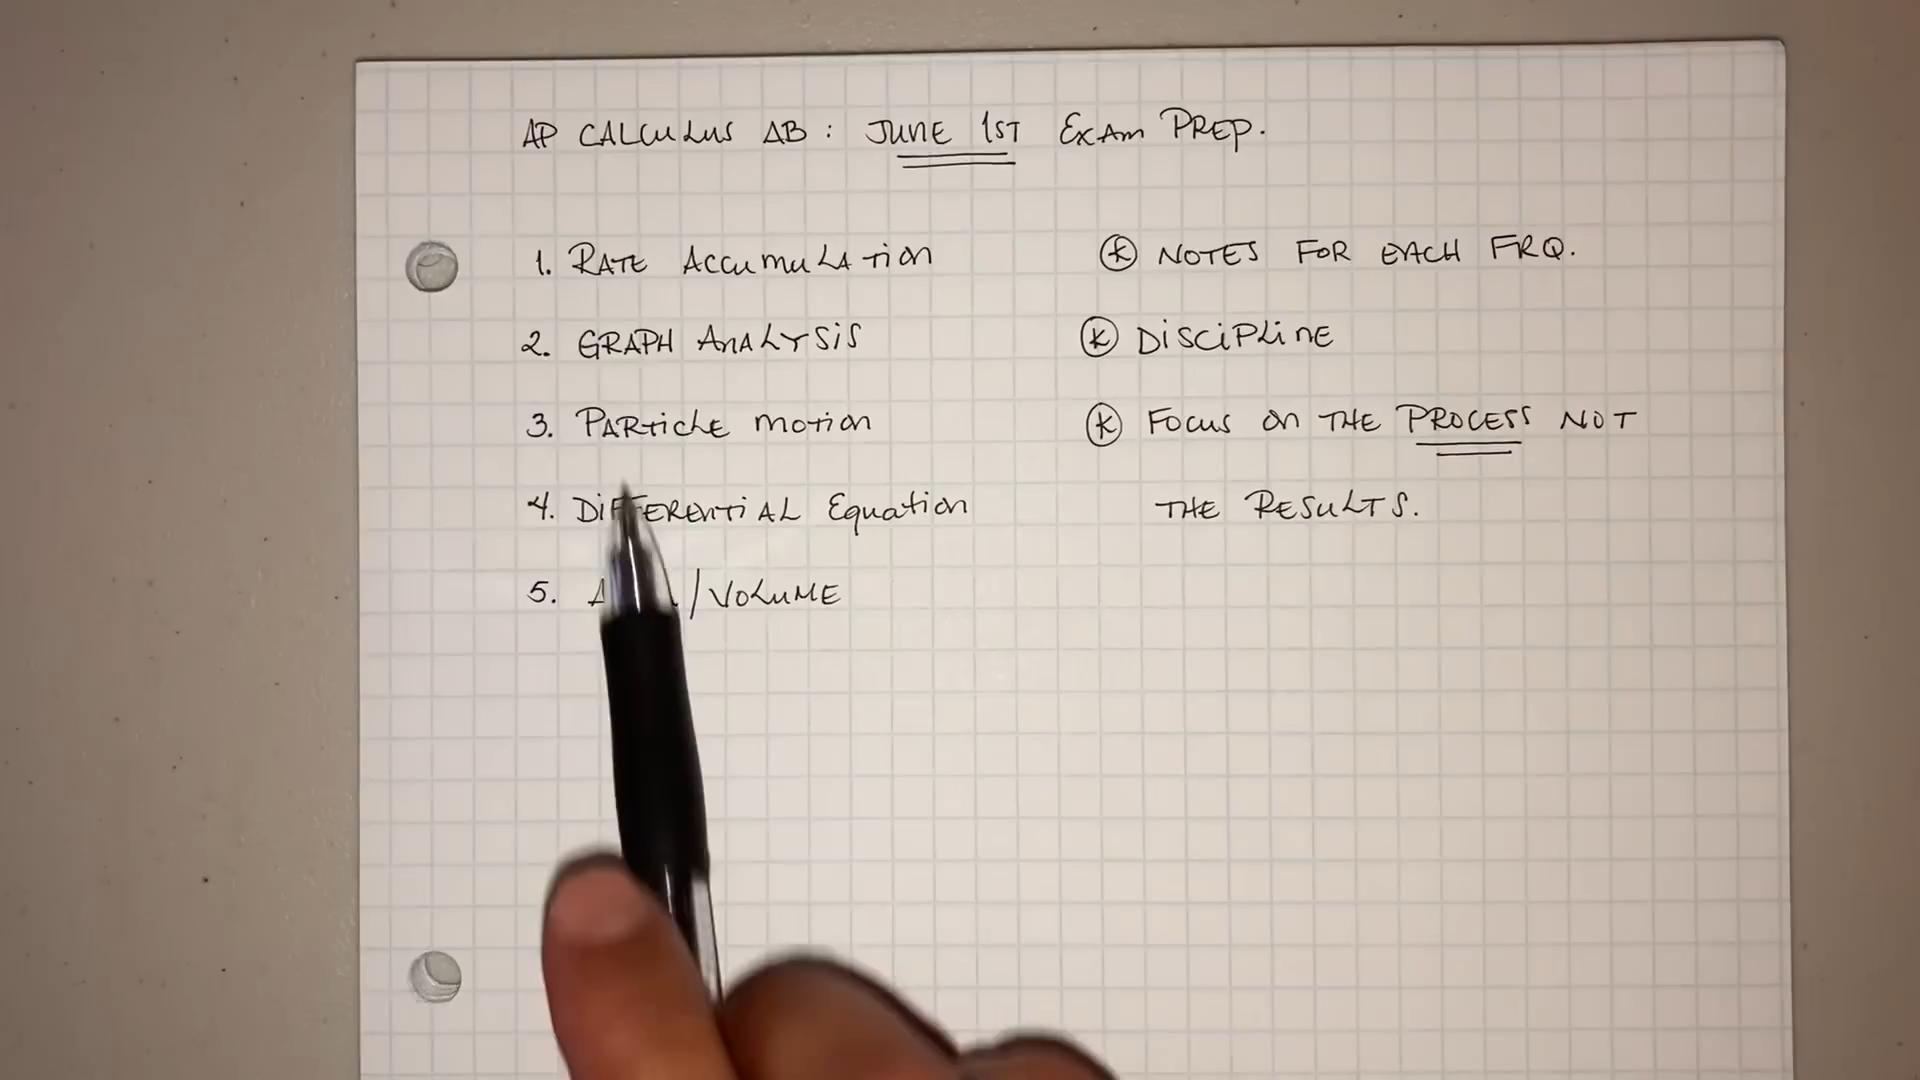 AP CALCULUS AB : JUNE 1ST EXAM PREP.
1. RATE ACCUMULATION
2. GRAPH ANALYSIS
3. PARTICLE MOTION
4. DIFFERENTIAL EQUATION
5. /VOLUME
* NOTES FOR EACH FRQ.
* DISCIPLINE
* FOCUS ON THE PROCESS NOT
THE RESULTS.